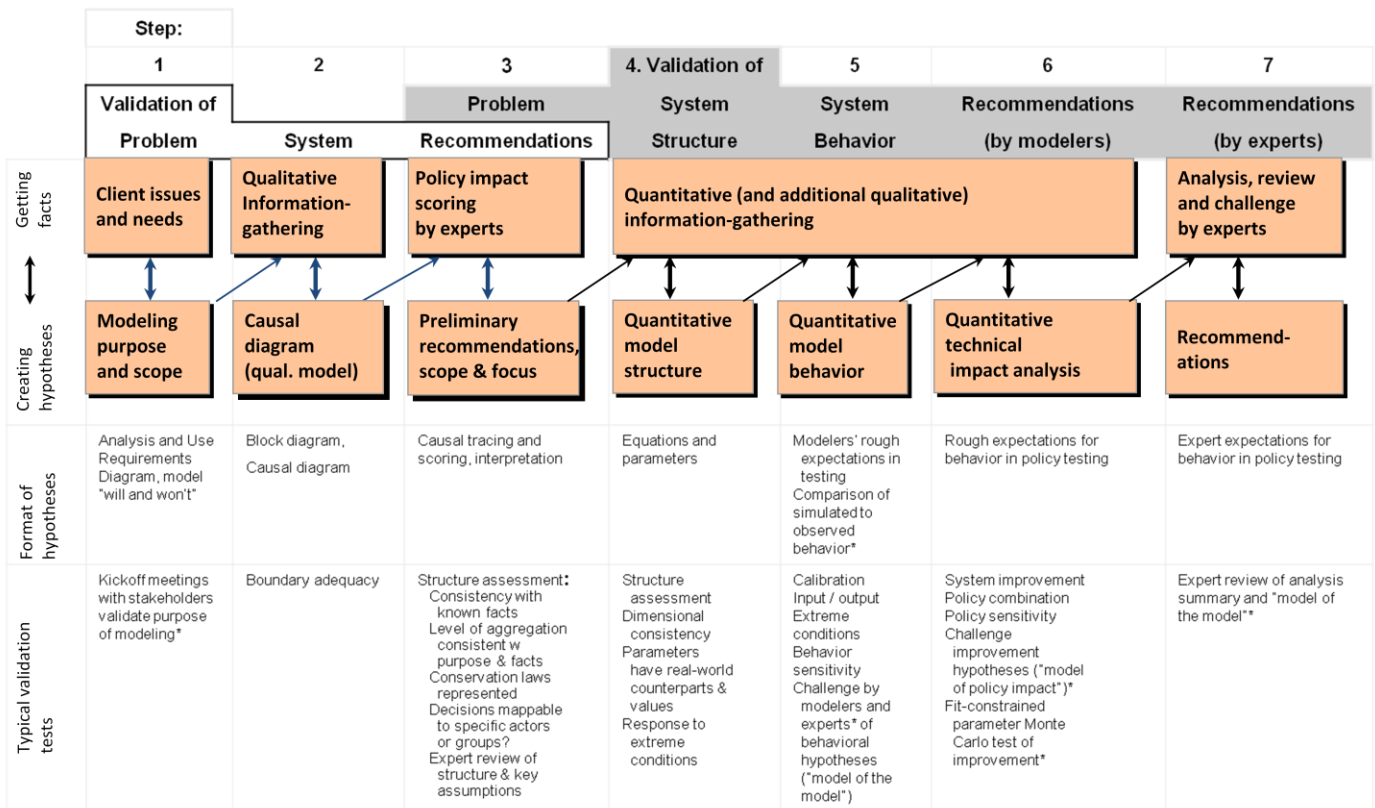 Step:
1
2
3
4. Validation of
5
6
7
Validation of
Problem
System
System
Recommendations
Recommendations
Problem
System
Recommendations
Structure
Behavior
(by modelers)
(by experts)
Getting
facts
Client issues
and needs
Qualitative
Information-
gathering
Policy impact
scoring
by experts
Quantitative (and additional qualitative)
information-gathering
Analysis, review
and challenge
by experts
Creating
hypotheses
Modeling
purpose
and scope
Causal
diagram
(qual. model)
Preliminary
recommendations,
scope & focus
Quantitative
model
structure
Quantitative
model
behavior
Quantitative
technical
impact analysis
Recommend-
ations
Format of
hypotheses
Analysis and Use
Requirements
Diagram, model
"will and won't"
Block diagram,
Causal diagram
Causal tracing and
scoring, interpretation
Equations and
parameters
Modelers' rough
expectations in
testing
Comparison of
simulated to
observed
behavior*
Rough expectations for
behavior in policy testing
Expert expectations for
behavior in policy testing
Typical validation
tests
Kickoff meetings
with stakeholders
validate purpose
of modeling*
Boundary adequacy
Structure assessment:
Consistency with
known facts
Level of aggregation
consistent w
purpose & facts
Conservation laws
represented
Decisions mappable
to specific actors
or groups?
Expert review of
structure & key
assumptions
Structure
assessment
Dimensional
consistency
Parameters
have real-world
counterparts &
values
Response to
extreme
conditions
Calibration
Input / output
Extreme
conditions
Behavior
sensitivity
Challenge by
modelers and
experts* of
behavioral
hypotheses
("model of the
model")
System improvement
Policy combination
Policy sensitivity
Challenge
improvement
hypotheses ("model
of policy impact")*
Fit-constrained
parameter Monte
Carlo test of
improvement*
Expert review of analysis
summary and "model of
the model"*